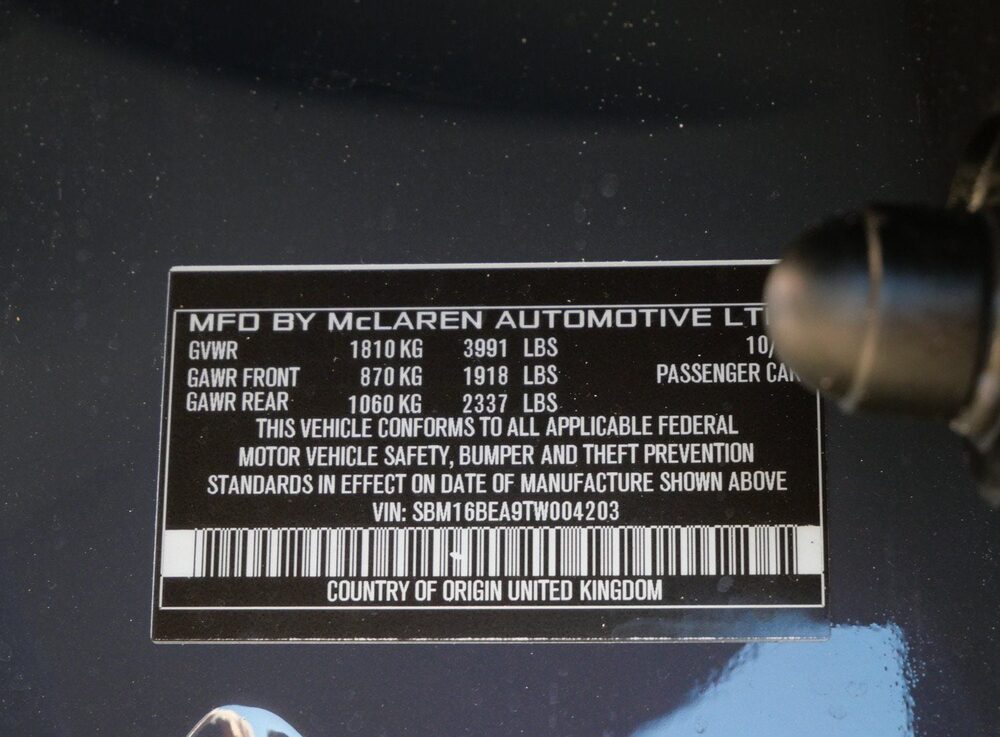 MFD BY McLAREN AUTOMOTIVE LT
GVWR 1810 KG 3991 LBS 10/
GAWR FRONT 870 KG 1918 LBS PASSENGER CAR
GAWR REAR 1060 KG 2337 LBS
THIS VEHICLE CONFORMS TO ALL APPLICABLE FEDERAL
MOTOR VEHICLE SAFETY, BUMPER AND THEFT PREVENTION
STANDARDS IN EFFECT ON DATE OF MANUFACTURE SHOWN ABOVE
VIN: SBM16BEA9TW004203
COUNTRY OF ORIGIN UNITED KINGDOM